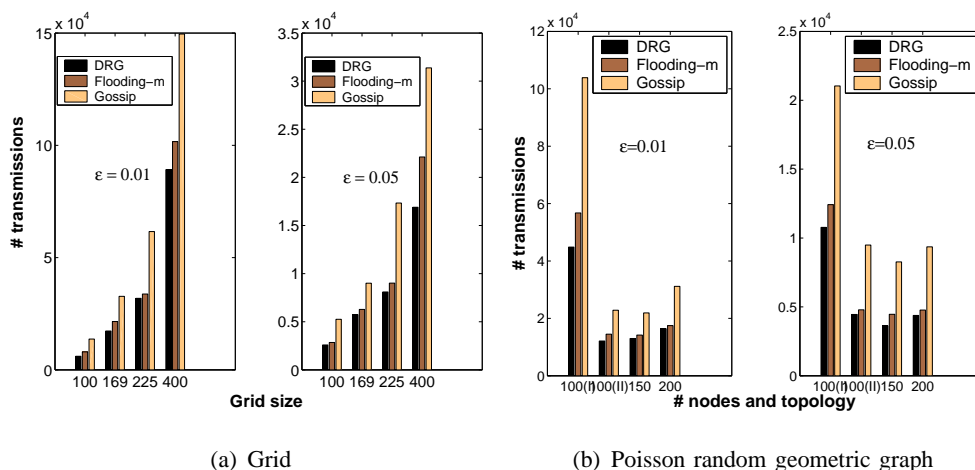 x 10^4
x 10^4
15
10
5
0
# transmissions
DRG
Flooding-m
Gossip
ε = 0.01
100 169 225 400
3.5
3
2.5
2
1.5
1
0.5
0
DRG
Flooding-m
Gossip
ε = 0.05
100 169 225 400
Grid size
(a) Grid
x 10^4
x 10^4
12
10
8
6
4
2
0
# transmissions
DRG
Flooding-m
Gossip
ε=0.01
100(I) 100(II) 150 200
2.5
2
1.5
1
0.5
0
DRG
Flooding-m
Gossip
ε=0.05
100(I) 100(II) 150 200
# nodes and topology
(b) Poisson random geometric graph